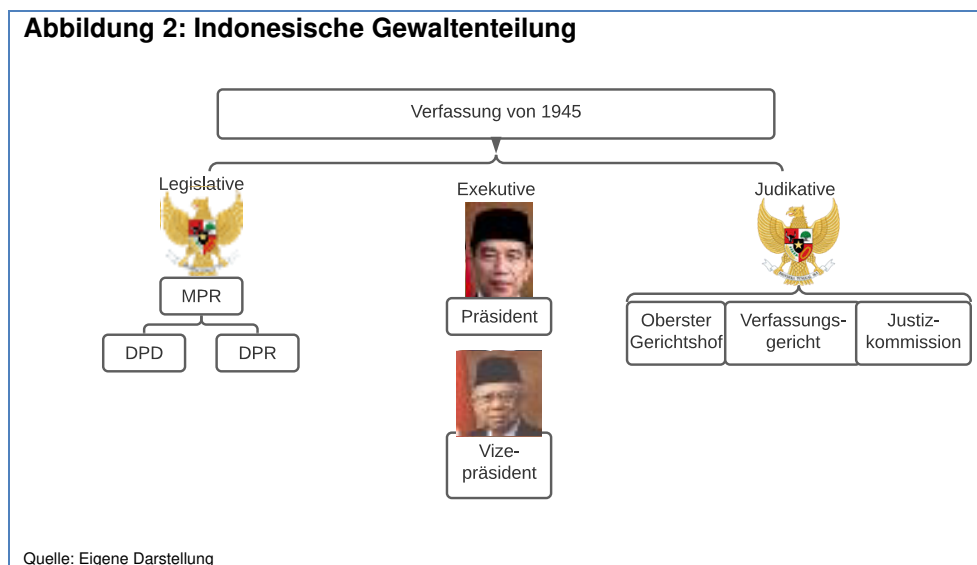 Abbildung 2: Indonesische Gewaltenteilung
Verfassung von 1945
Legislative
Exekutive
Judikative
MPR
DPD
DPR
Präsident
Vize-
präsident
Oberster
Gerichtshof
Verfassungs-
gericht
Justiz-
kommission
Quelle: Eigene Darstellung